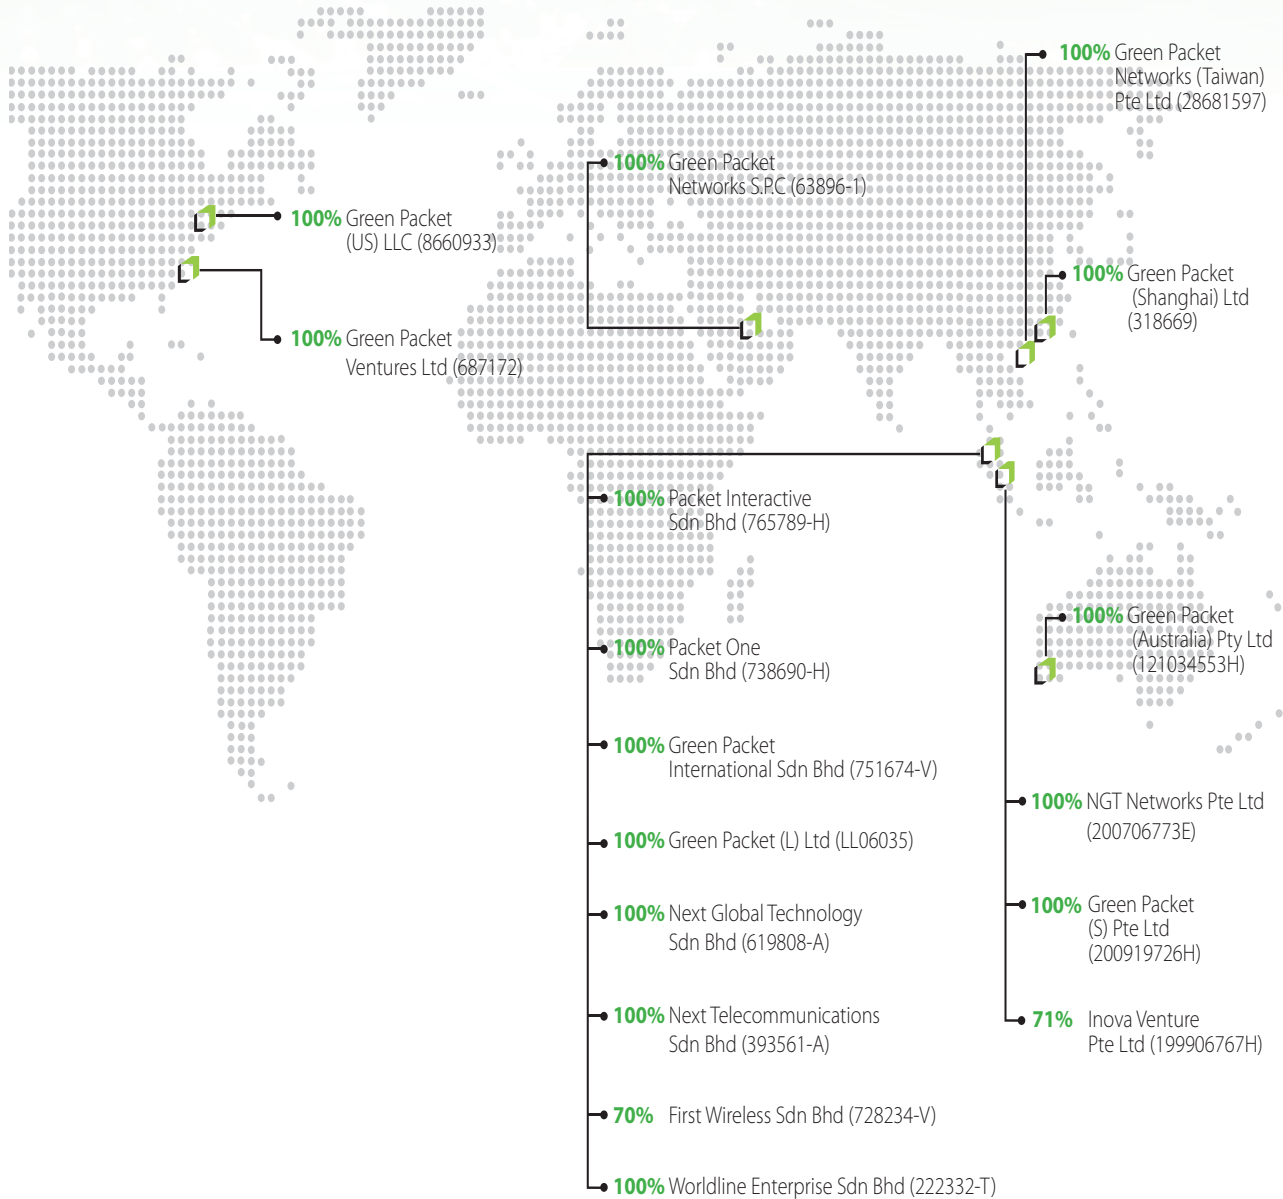 100% Green Packet
Networks (Taiwan)
Pte Ltd (28681597)
100% Green Packet
Networks S.P.C (63896-1)
100% Green Packet
(US) LLC (8660933)
100% Green Packet
(Shanghai) Ltd
(318669)
100% Green Packet
Ventures Ltd (687172)
100% Packet Interactive
Sdn Bhd (765789-H)
100% Packet One
Sdn Bhd (738690-H)
100% Green Packet
International Sdn Bhd (751674-V)
100% Green Packet (L) Ltd (LL06035)
100% Next Global Technology
Sdn Bhd (619808-A)
100% Next Telecommunications
Sdn Bhd (393561-A)
70% First Wireless Sdn Bhd (728234-V)
100% Worldline Enterprise Sdn Bhd (222332-T)
100% Green Packet
(Australia) Pty Ltd
(121034553H)
100% NGT Networks Pte Ltd
(200706773E)
100% Green Packet
(S) Pte Ltd
(200919726H)
71% Inova Venture
Pte Ltd (199906767H)